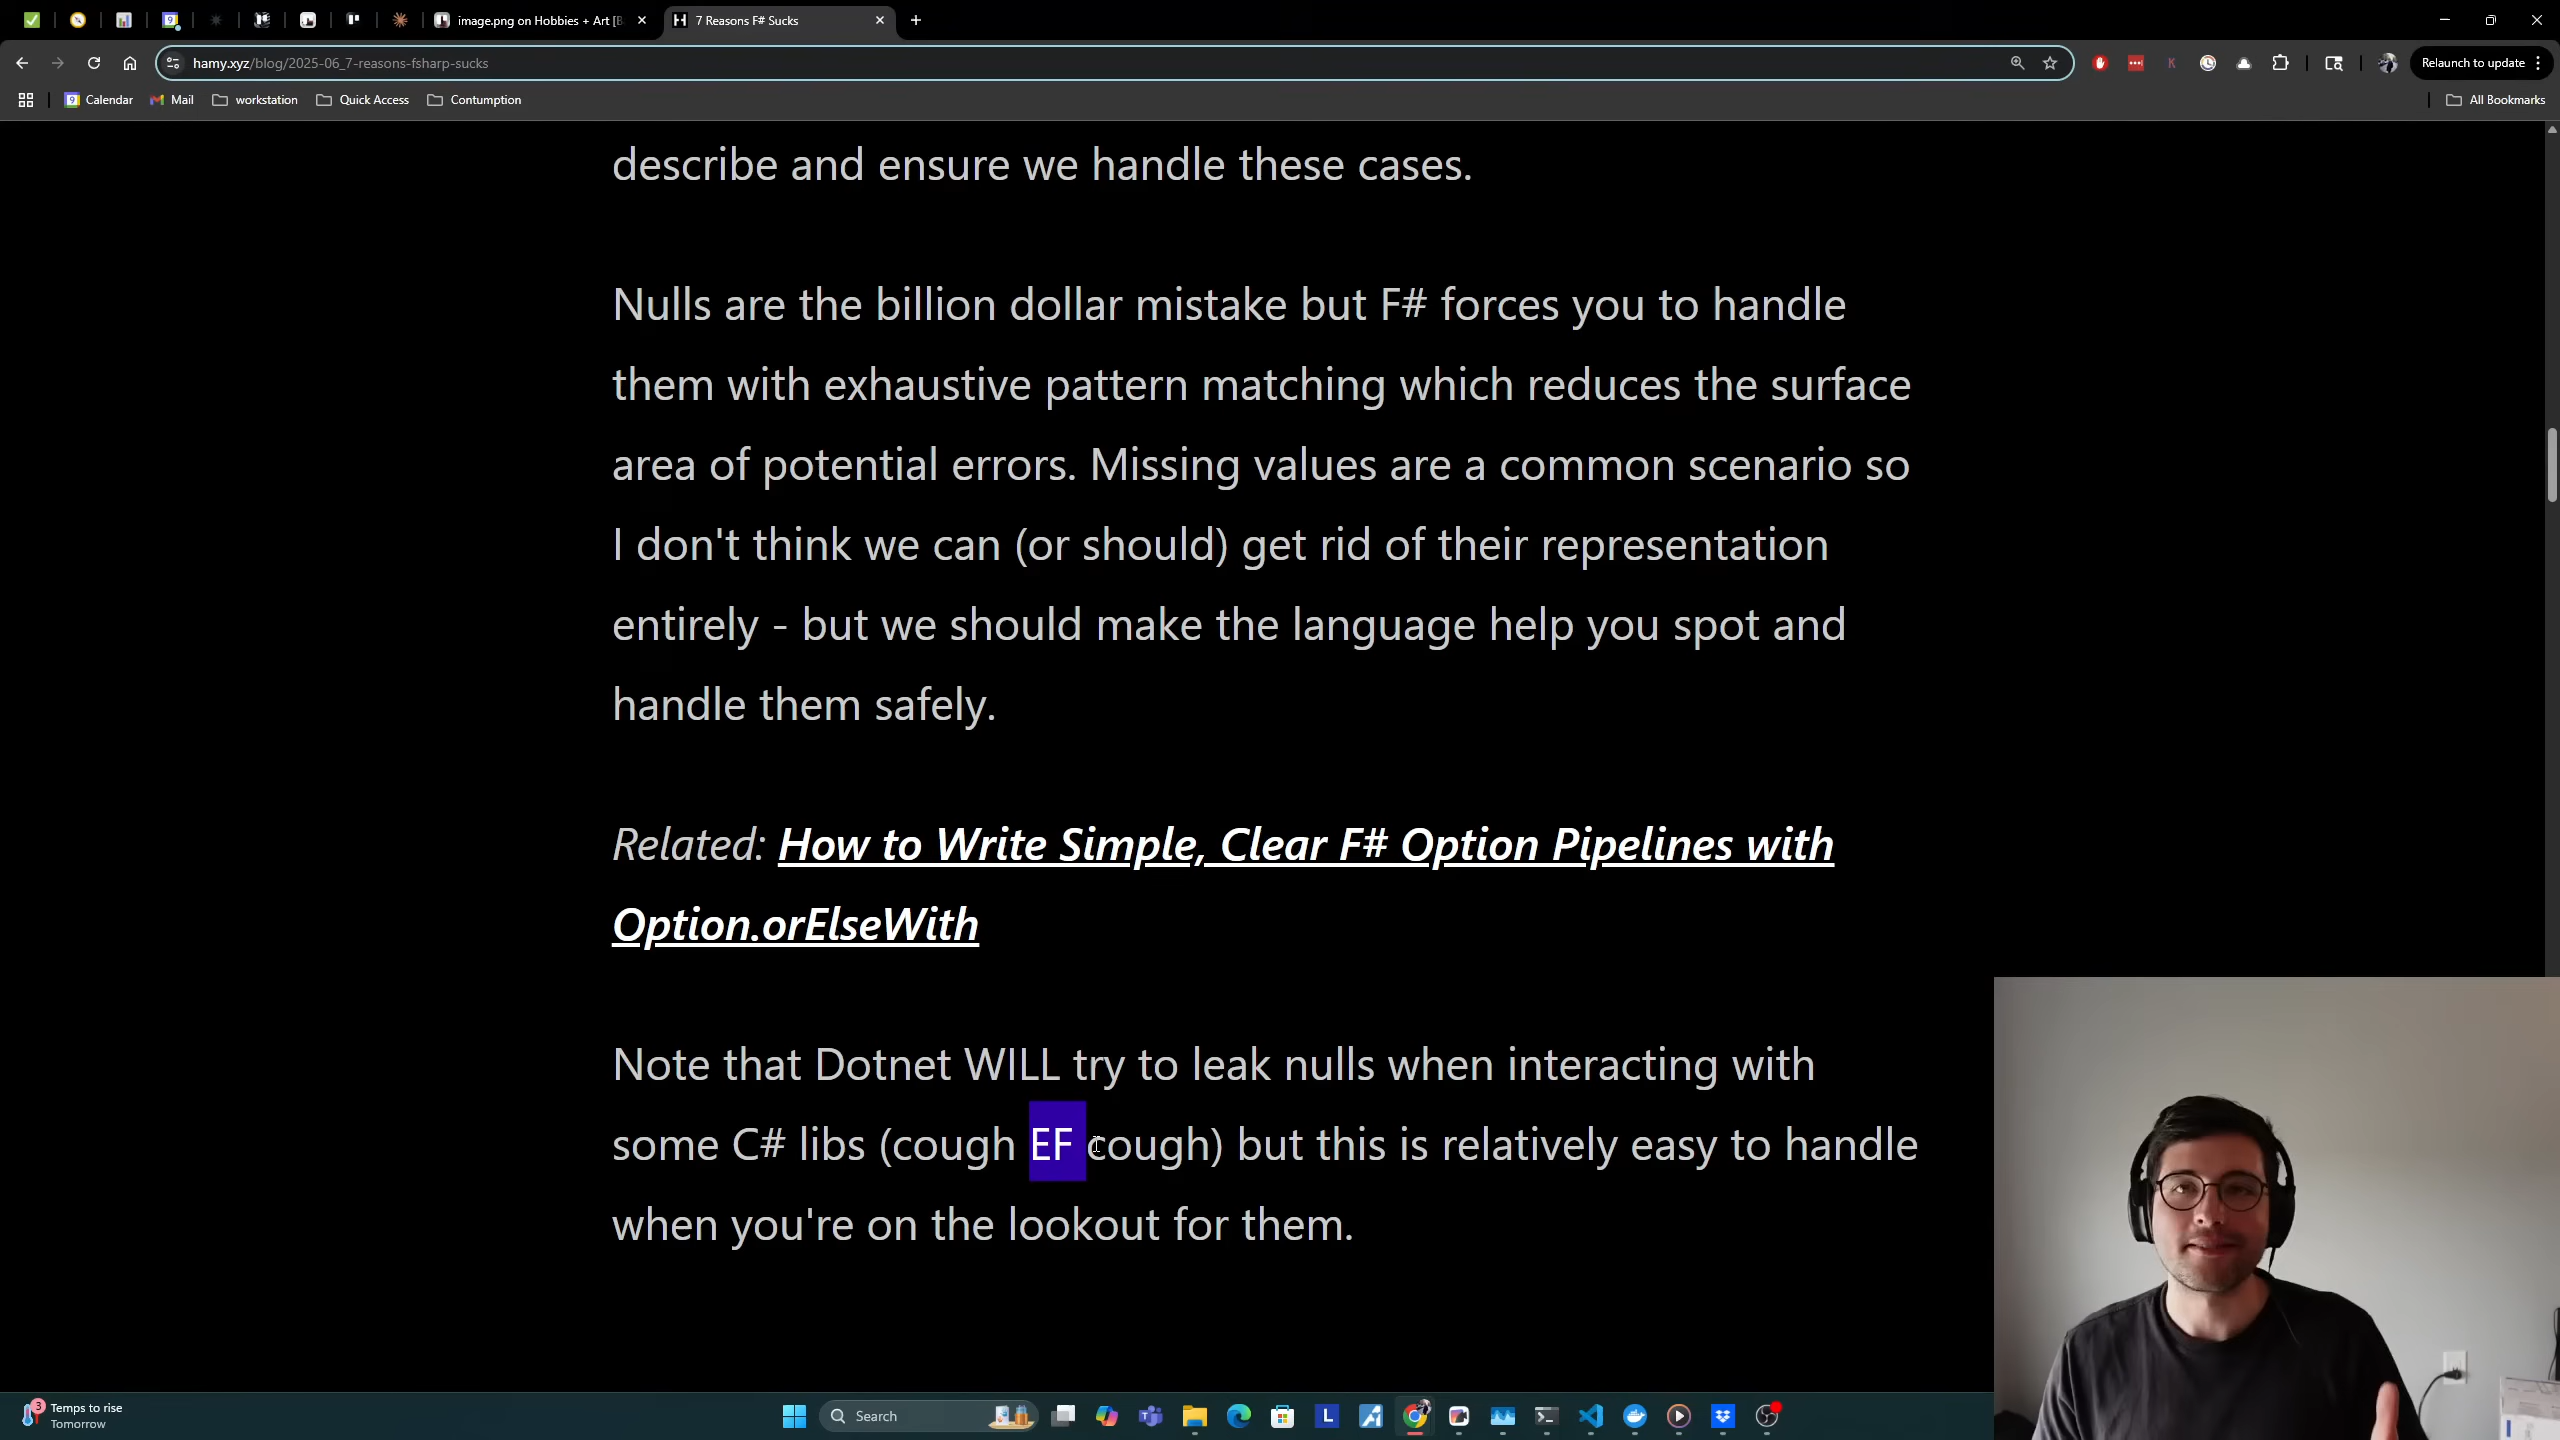 image.png on Hobbies + Art [B
7 Reasons F# Sucks
hamy.xyz/blog/2025-06_7-reasons-fsharp-sucks
Relaunch to update
Calendar
Mail
workstation
Quick Access
Contumption
All Bookmarks
describe and ensure we handle these cases.
Nulls are the billion dollar mistake but F# forces you to handle
them with exhaustive pattern matching which reduces the surface
area of potential errors. Missing values are a common scenario so
I don't think we can (or should) get rid of their representation
entirely - but we should make the language help you spot and
handle them safely.
Related: How to Write Simple, Clear F# Option Pipelines with
Option.orElseWith
Note that Dotnet WILL try to leak nulls when interacting with
some C# libs (cough EF cough) but this is relatively easy to handle
when you're on the lookout for them.
3
Temps to rise
Tomorrow
Search